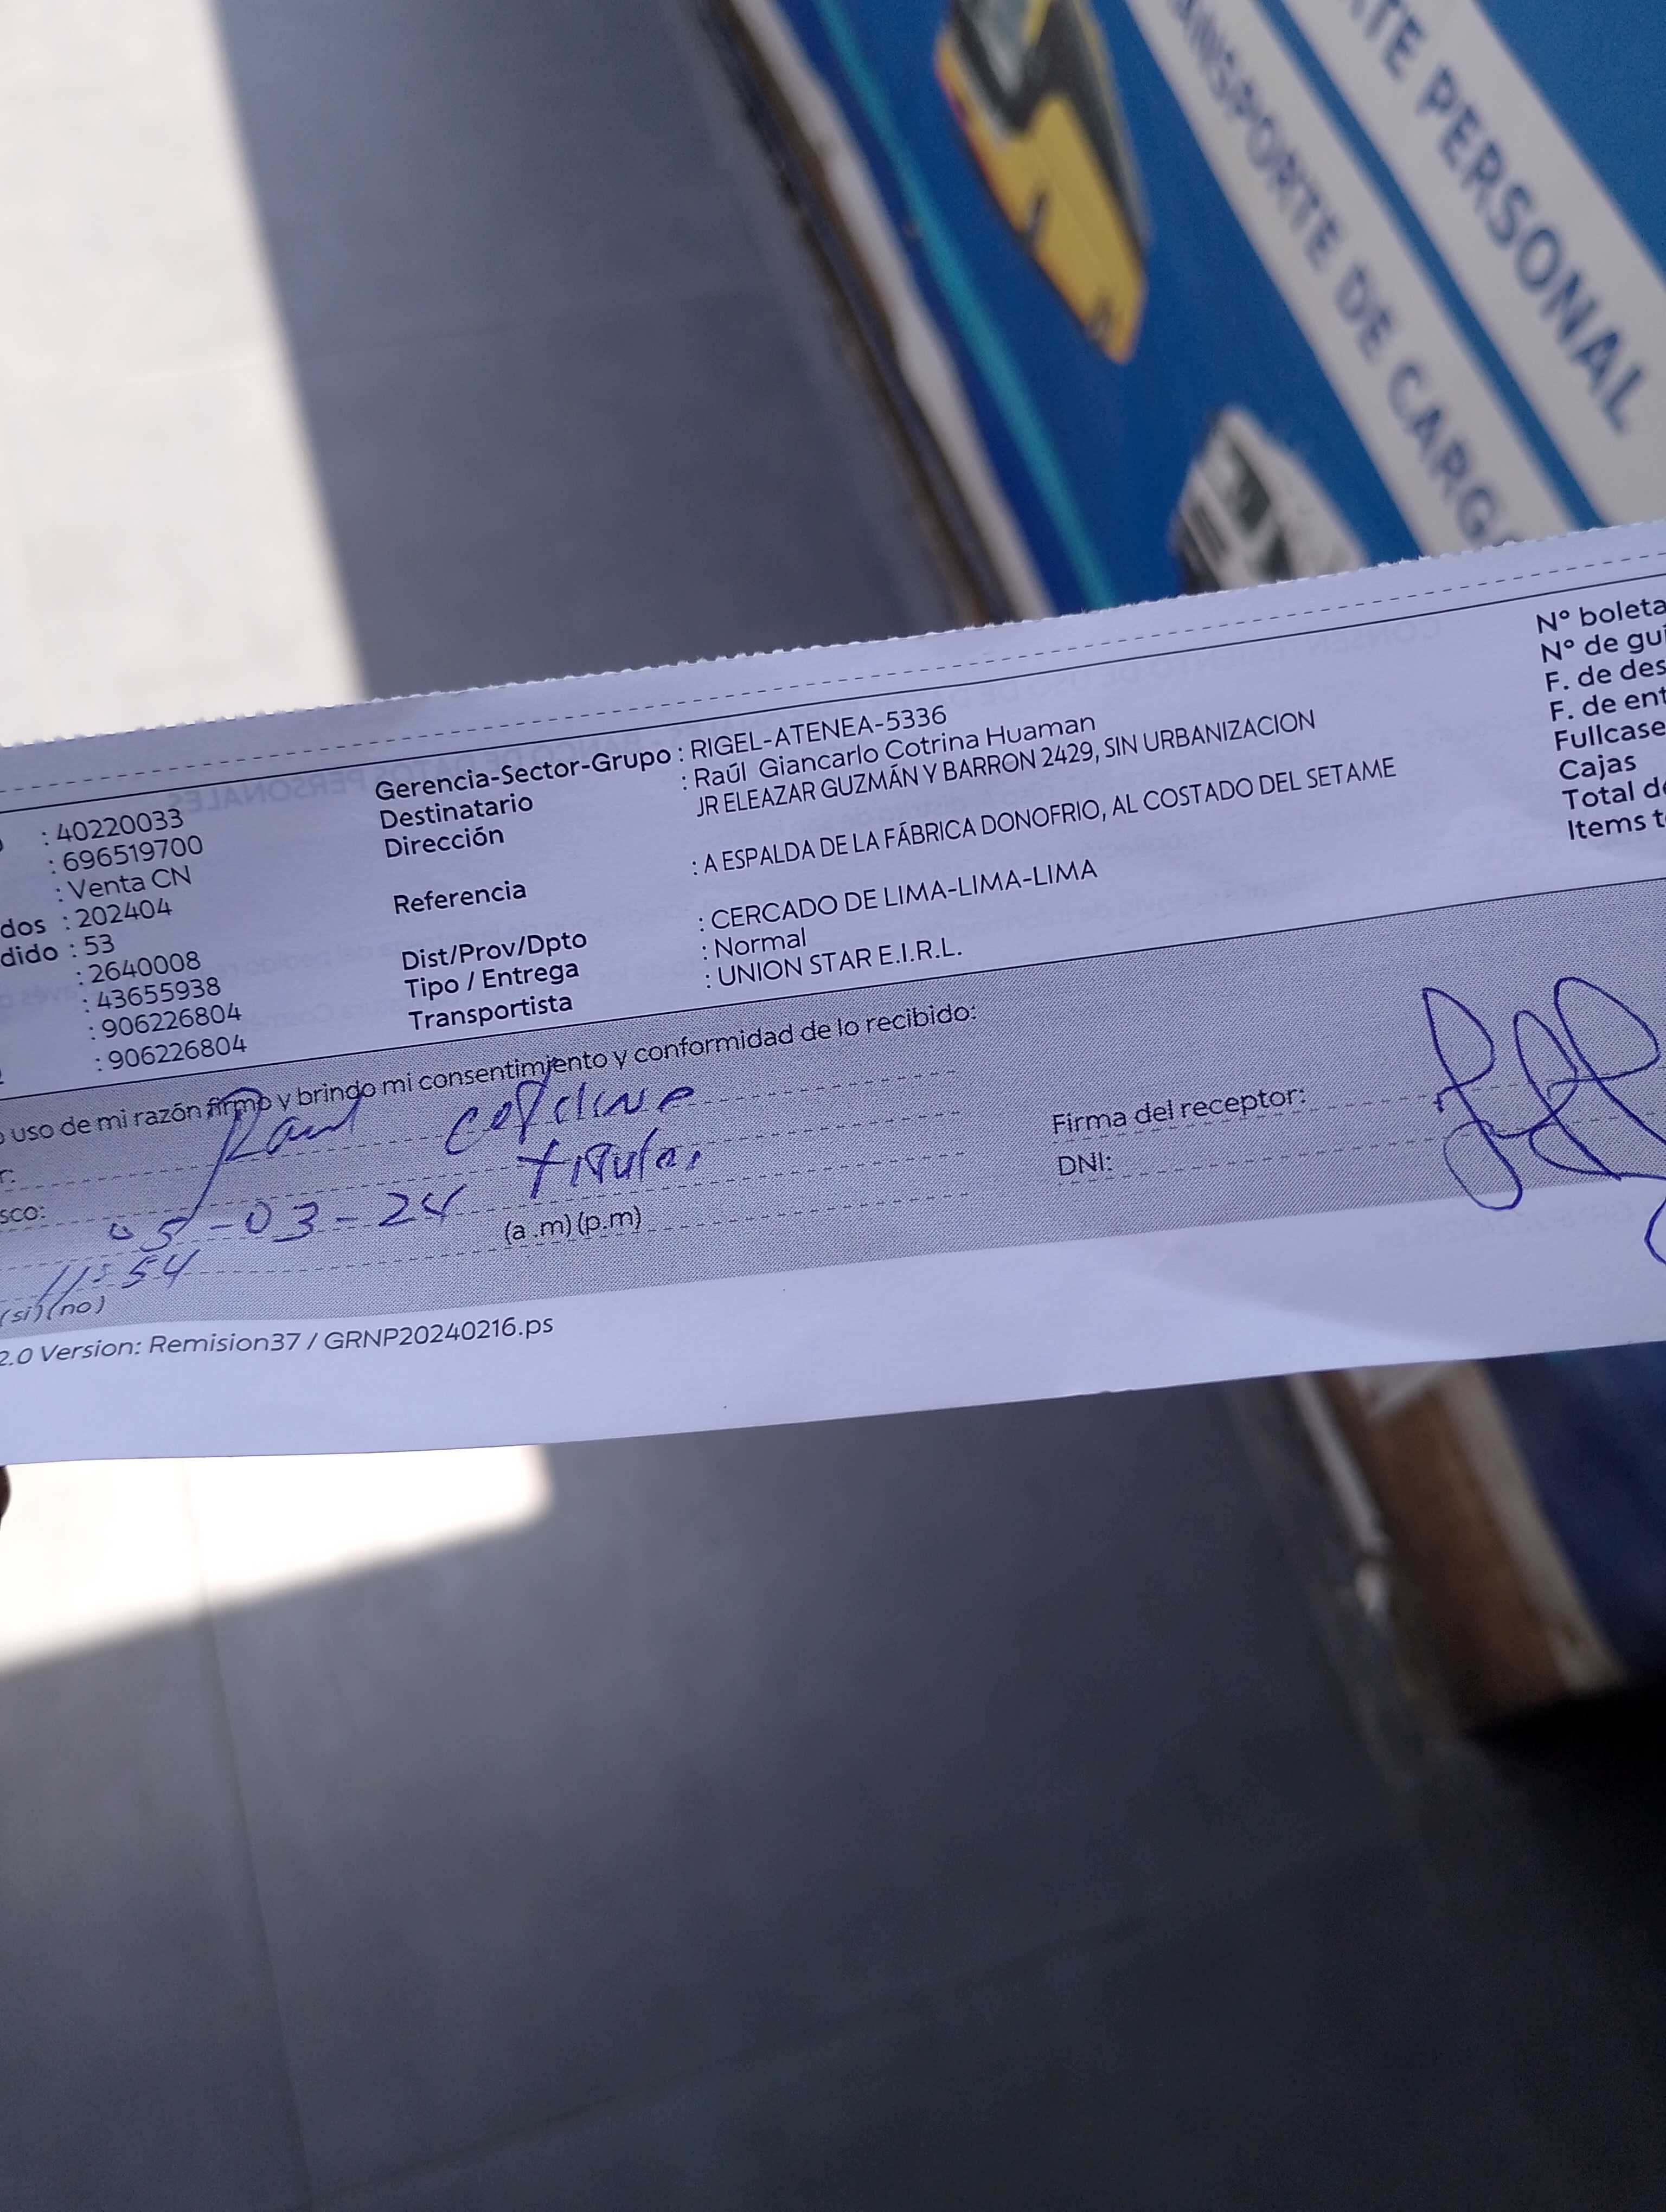 TE PERSONAL
ANSPORTE DE CARG
: 40220033
: 696519700
: Venta CN
dos : 202404
dido : 53
: 2640008
: 43655938
: 906226804
: 906226804
Gerencia-Sector-Grupo : RIGEL-ATENEA-5336
Destinatario : Raúl Giancarlo Cotrina Huaman
Dirección JR ELEAZAR GUZMÁN Y BARRON 2429, SIN URBANIZACION
Referencia : A ESPALDA DE LA FÁBRICA DONOFRIO, AL COSTADO DEL SETAME
Dist/Prov/Dpto : CERCADO DE LIMA-LIMA-LIMA
Tipo / Entrega : Normal
Transportista : UNION STAR E.I.R.L.
Nº boleta
Nº de gui
F. de des
F. de ent
Fullcase
Cajas
Total de
Items t
o uso de mi razón firmo y brindo mi consentimiento y conformidad de lo recibido:
r: Raul
sco: titular
05-03-24
11:54 (a.m)(p.m)
(si)(no)
Firma del receptor:
DNI:
2.0 Version: Remision37 / GRNP20240216.ps